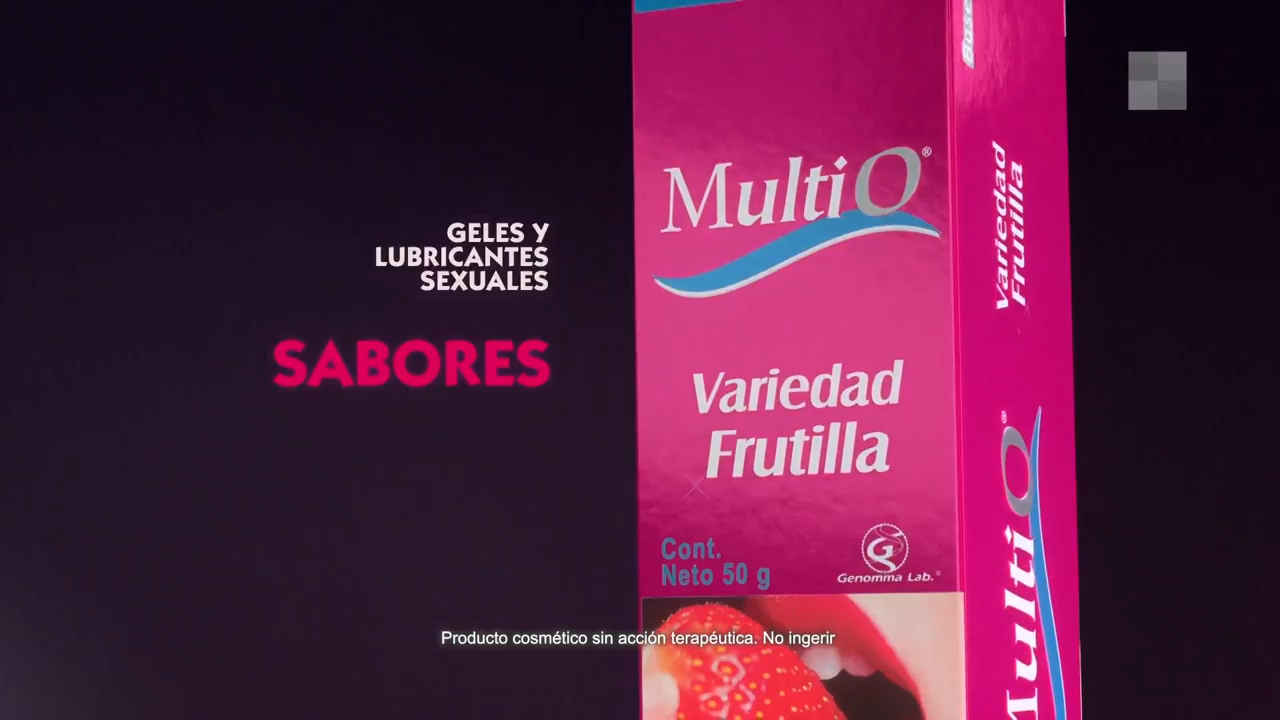 GELES Y
LUBRICANTES
SEXUALES
SABORES
MultiO®
Variedad
Frutilla
Cont.
Neto 50 g
Genomma Lab.®
Base
Variedad
Frutilla
MultiO®
Producto cosmético sin acción terapéutica. No ingerir